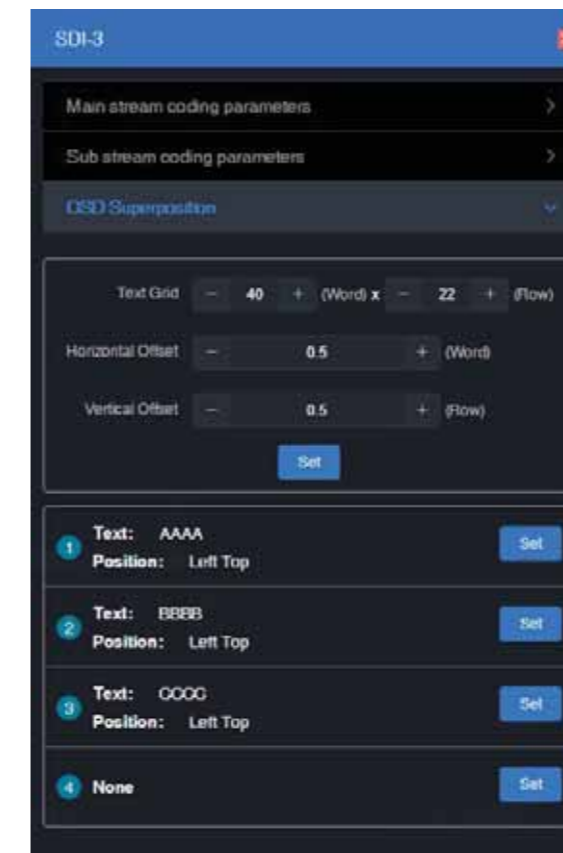 SDI-3
Main stream coding parameters
Sub stream coding parameters
OSD Superposition
Text Grid − 40 + (Word) x − 22 + (Row)
Horizontal Offset − 0.5 + (Word)
Vertical Offset − 0.5 + (Row)
Set
1 Text: AAAA Set
Position: Left Top
2 Text: BBBB Set
Position: Left Top
3 Text: CCCC Set
Position: Left Top
4 None Set